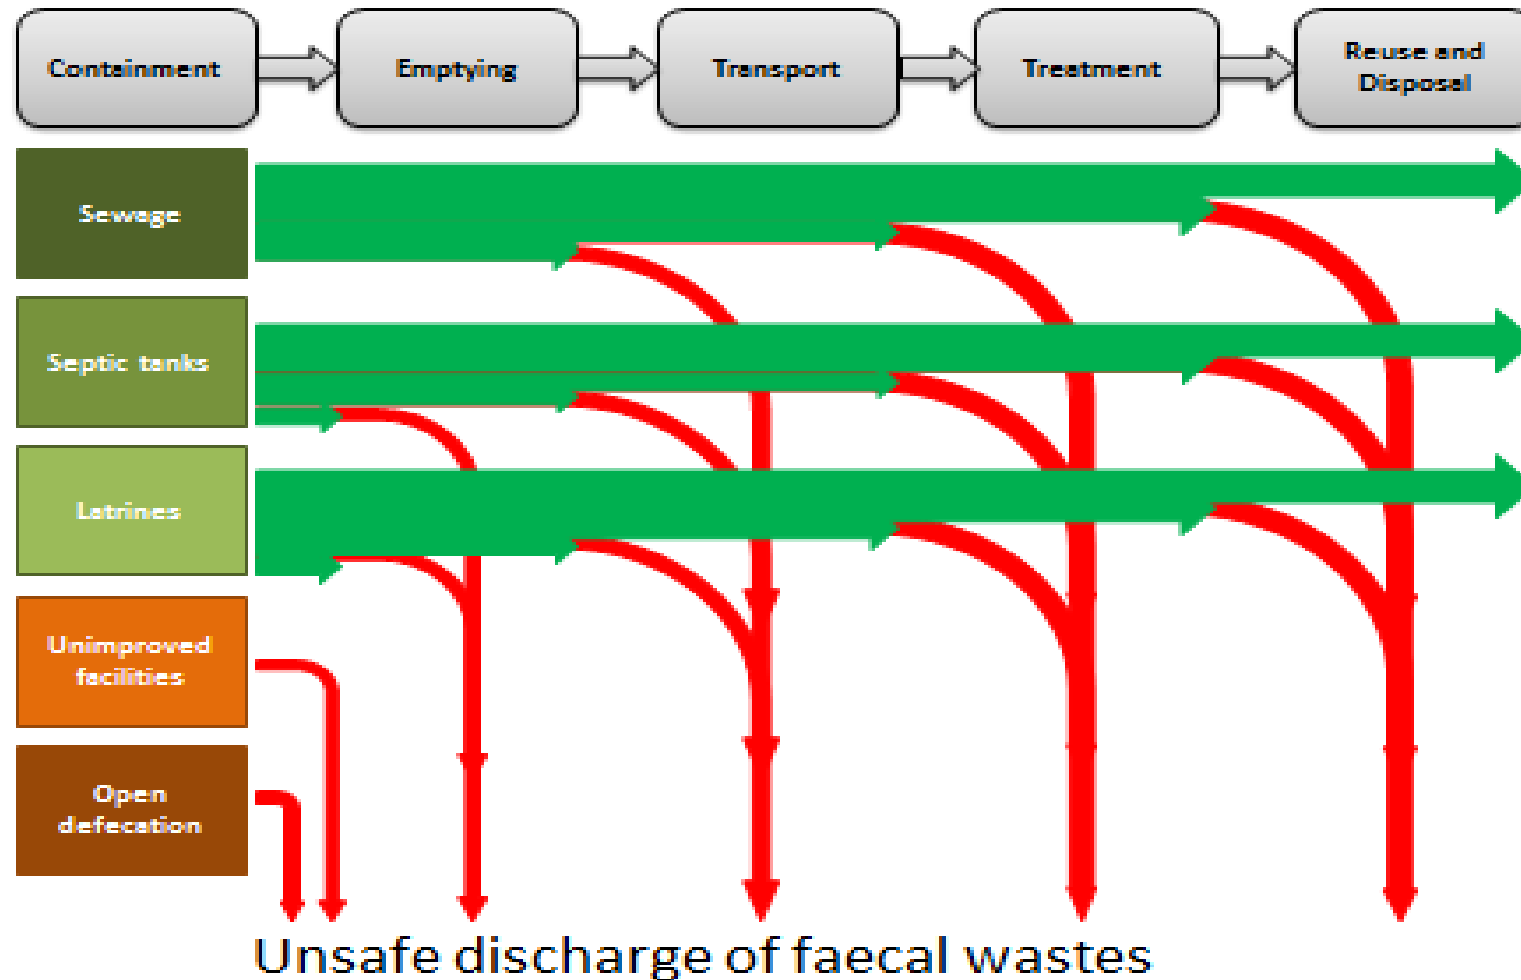 Containment
Emptying
Transport
Treatment
Reuse and
Disposal
Sewage
Septic tanks
Latrines
Unimproved
facilities
Open
defecation
Unsafe discharge of faecal wastes